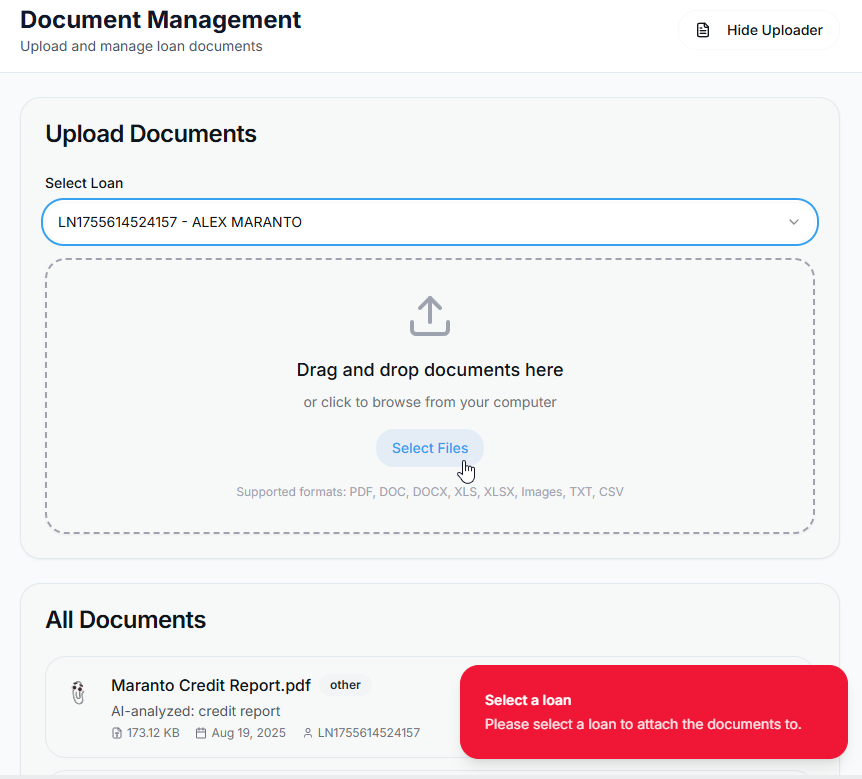 Document Management
Upload and manage loan documents
Hide Uploader
Upload Documents
Select Loan
LN1755614524157 - ALEX MARANTO
Drag and drop documents here
or click to browse from your computer
Select Files
Supported formats: PDF, DOC, DOCX, XLS, XLSX, Images, TXT, CSV
All Documents
Maranto Credit Report.pdf other
AI-analyzed: credit report
173.12 KB Aug 19, 2025 LN1755614524157
Select a loan
Please select a loan to attach the documents to.